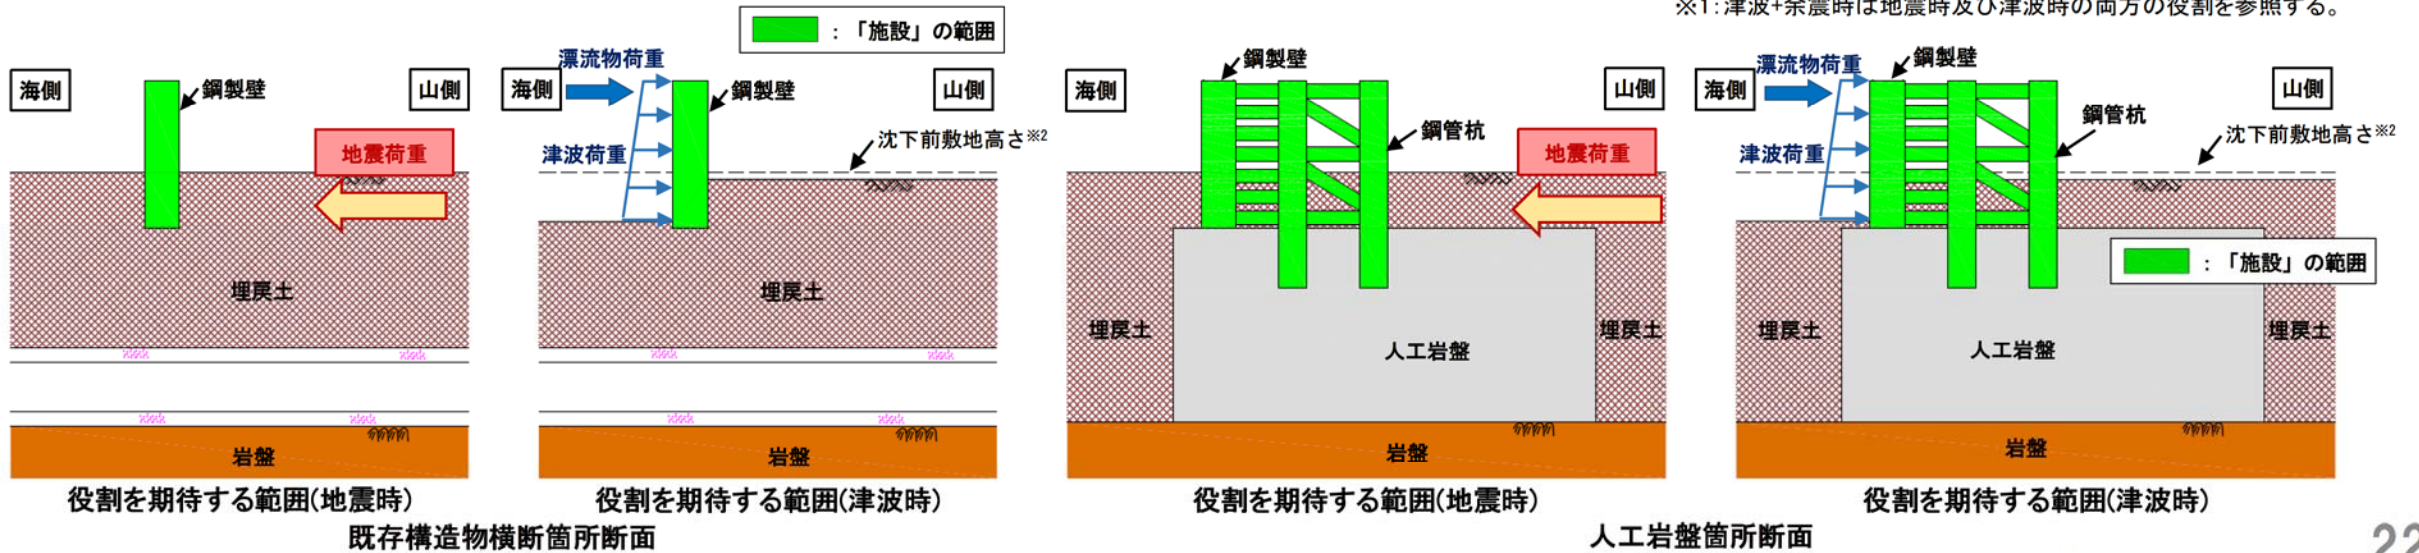 ※1：津波+余震時は地震時及び津波時の両方の役割を参照する。
：「施設」の範囲
海側
鋼製壁
山側
地震荷重
埋戻土
岩盤
役割を期待する範囲(地震時)
漂流物荷重
海側
鋼製壁
山側
津波荷重
沈下前敷地高さ※2
埋戻土
岩盤
役割を期待する範囲(津波時)
既存構造物横断箇所断面
海側
鋼製壁
山側
鋼管杭
地震荷重
埋戻土
人工岩盤
埋戻土
岩盤
役割を期待する範囲(地震時)
漂流物荷重
海側
鋼製壁
山側
鋼管杭
津波荷重
沈下前敷地高さ※2
：「施設」の範囲
埋戻土
人工岩盤
埋戻土
岩盤
役割を期待する範囲(津波時)
人工岩盤箇所断面
22